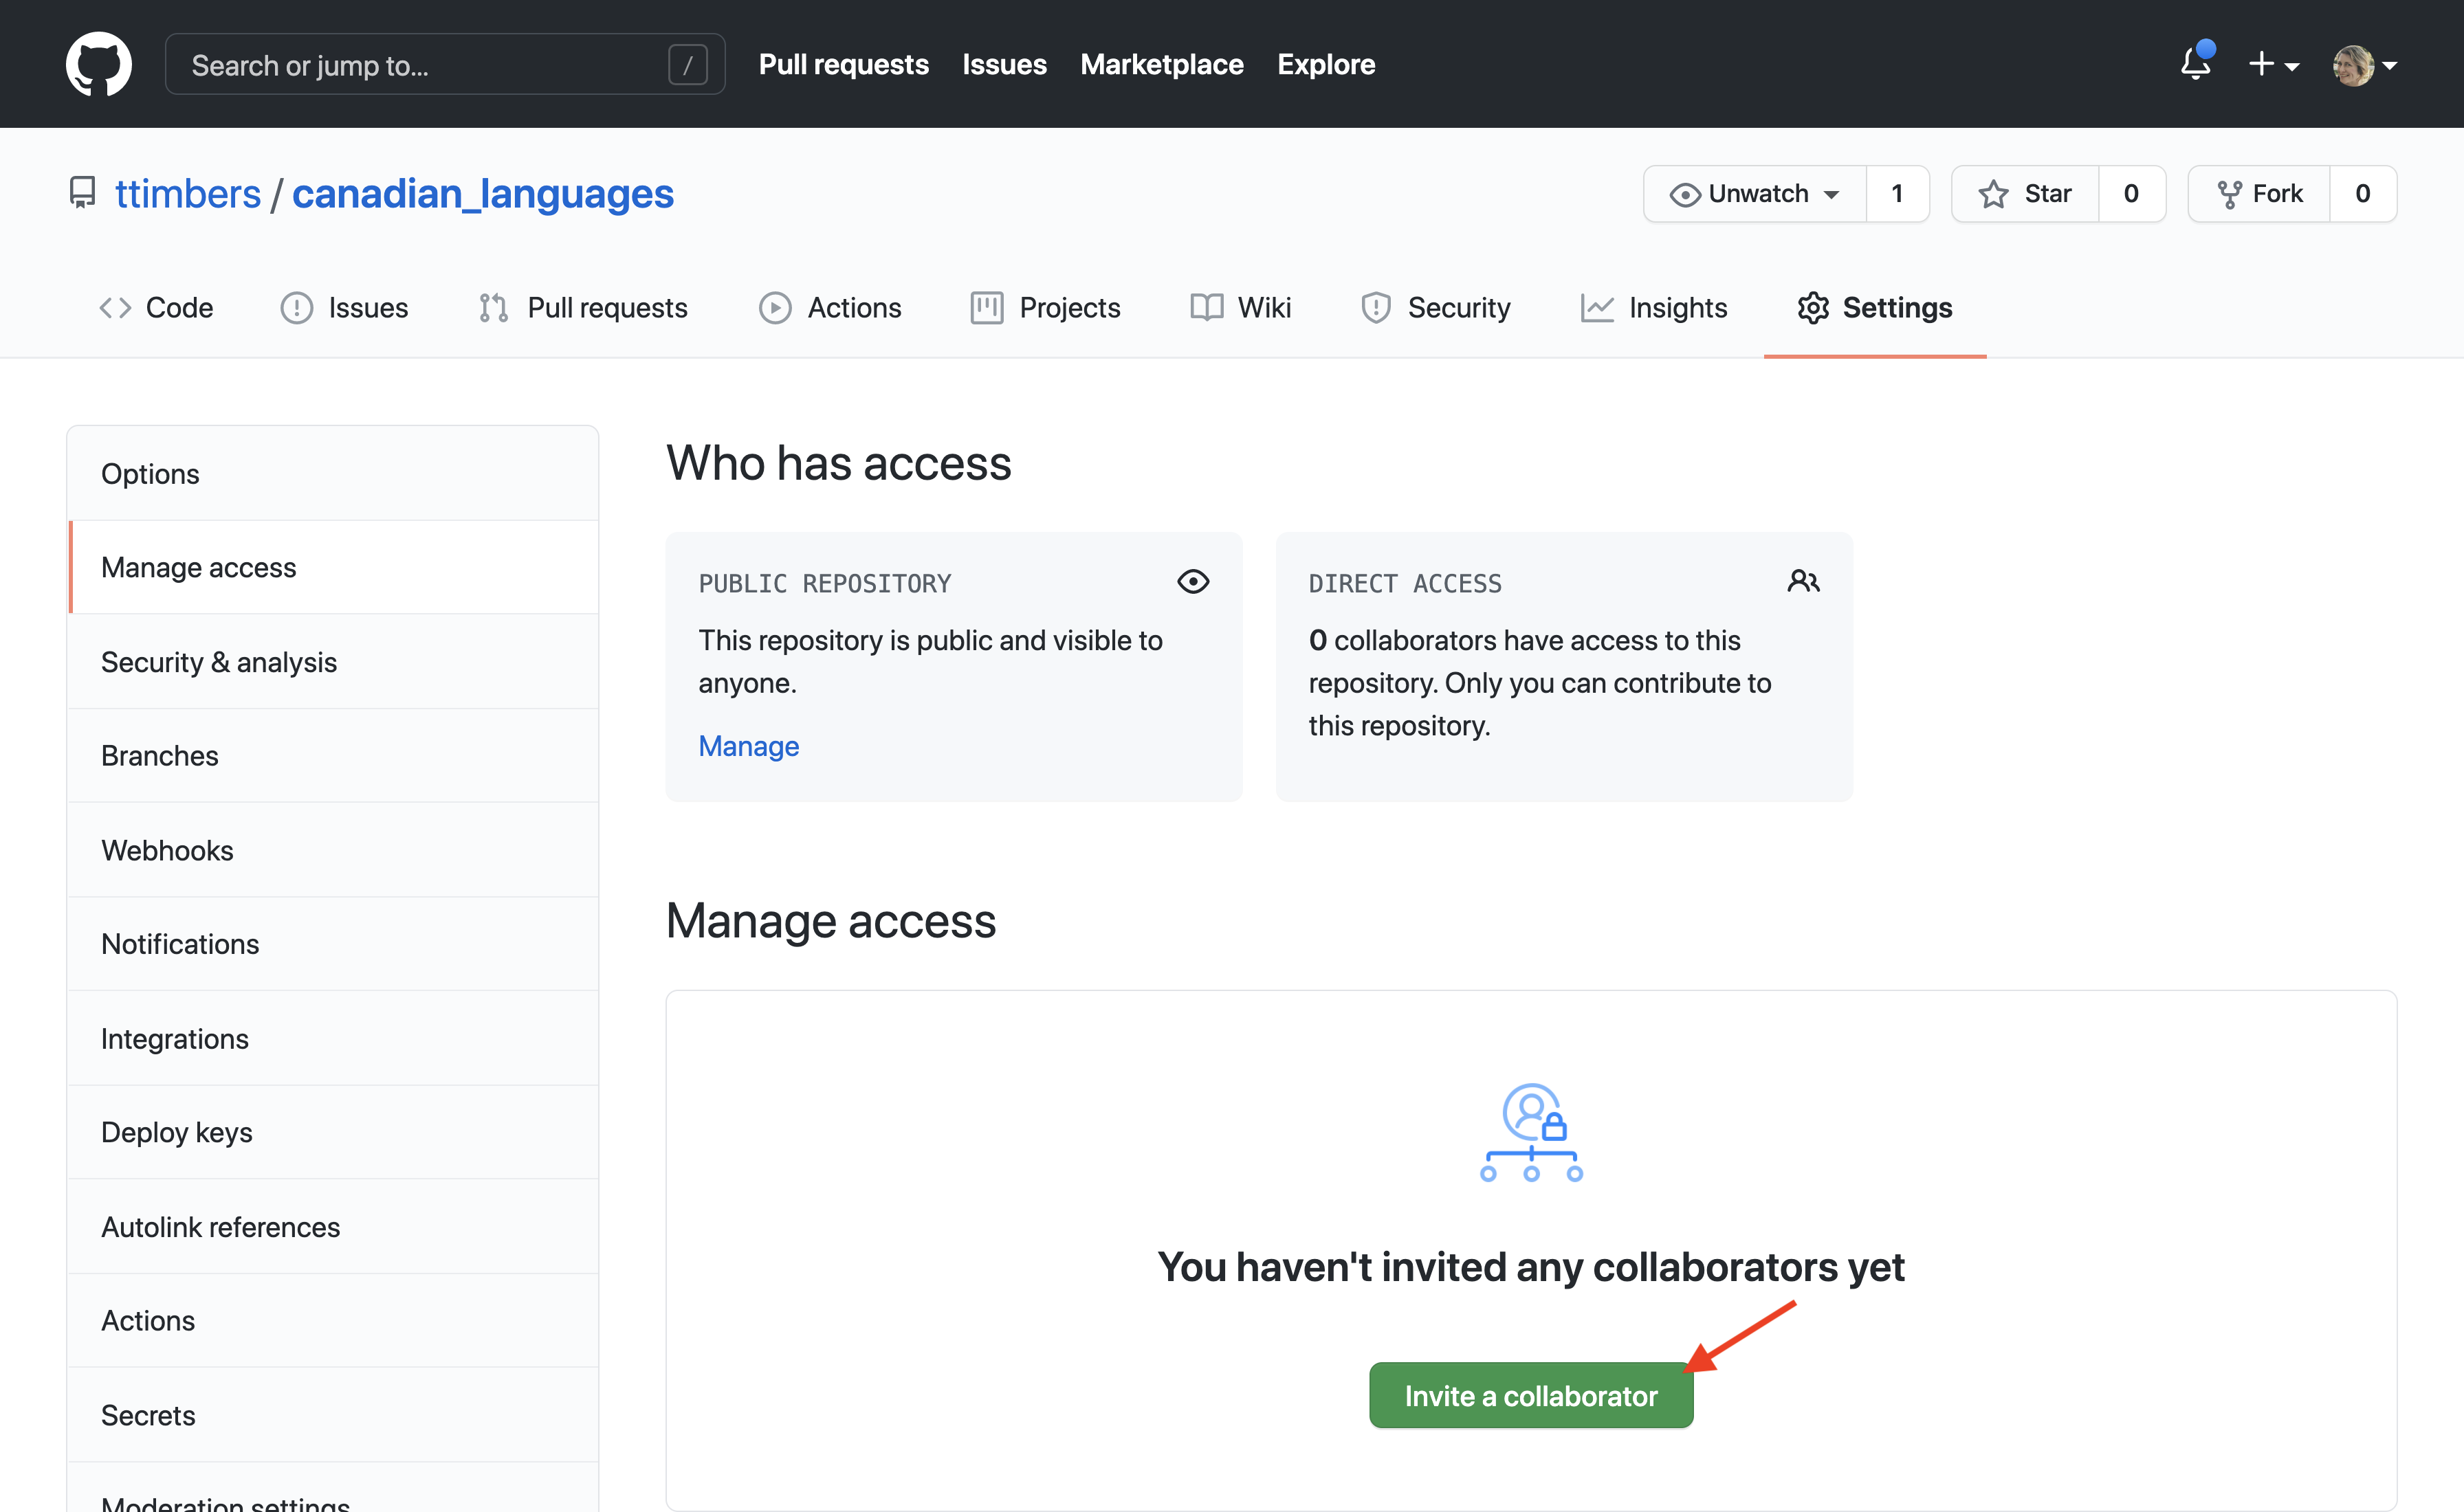 Search or jump to... /
Pull requests Issues Marketplace Explore
ttimbers / canadian_languages
Unwatch 1 Star 0 Fork 0
Code Issues Pull requests Actions Projects Wiki Security Insights Settings
Options
Manage access
Security & analysis
Branches
Webhooks
Notifications
Integrations
Deploy keys
Autolink references
Actions
Secrets
Moderation settings
Who has access
PUBLIC REPOSITORY
This repository is public and visible to
anyone.
Manage
DIRECT ACCESS
0 collaborators have access to this
repository. Only you can contribute to
this repository.
Manage access
You haven't invited any collaborators yet
Invite a collaborator